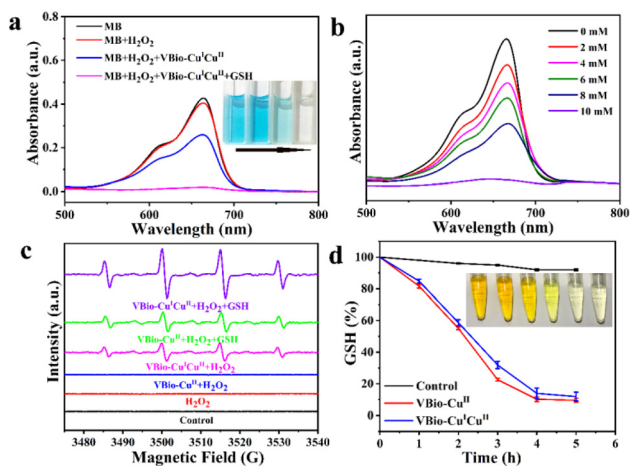 a
MB
MB+H₂O₂
MB+H₂O₂+VBio-CuᴵCuᴵᴵ
MB+H₂O₂+VBio-CuᴵCuᴵᴵ+GSH
Absorbance (a.u.)
0.8
0.6
0.4
0.2
0.0
500 600 700 800
Wavelength (nm)
b
0 mM
2 mM
4 mM
6 mM
8 mM
10 mM
Absorbance (a.u.)
500 600 700 800
Wavelength (nm)
c
Intensity (a.u.)
VBio-CuᴵCuᴵᴵ+H₂O₂+GSH
VBio-Cuᴵᴵ+H₂O₂+GSH
VBio-CuᴵCuᴵᴵ+H₂O₂
VBio-Cuᴵᴵ+H₂O₂
H₂O₂
Control
3480 3490 3500 3510 3520 3530 3540
Magnetic Field (G)
d
GSH (%)
100
80
60
40
20
0
Control
VBio-Cuᴵᴵ
VBio-CuᴵCuᴵᴵ
0 1 2 3 4 5 6
Time (h)